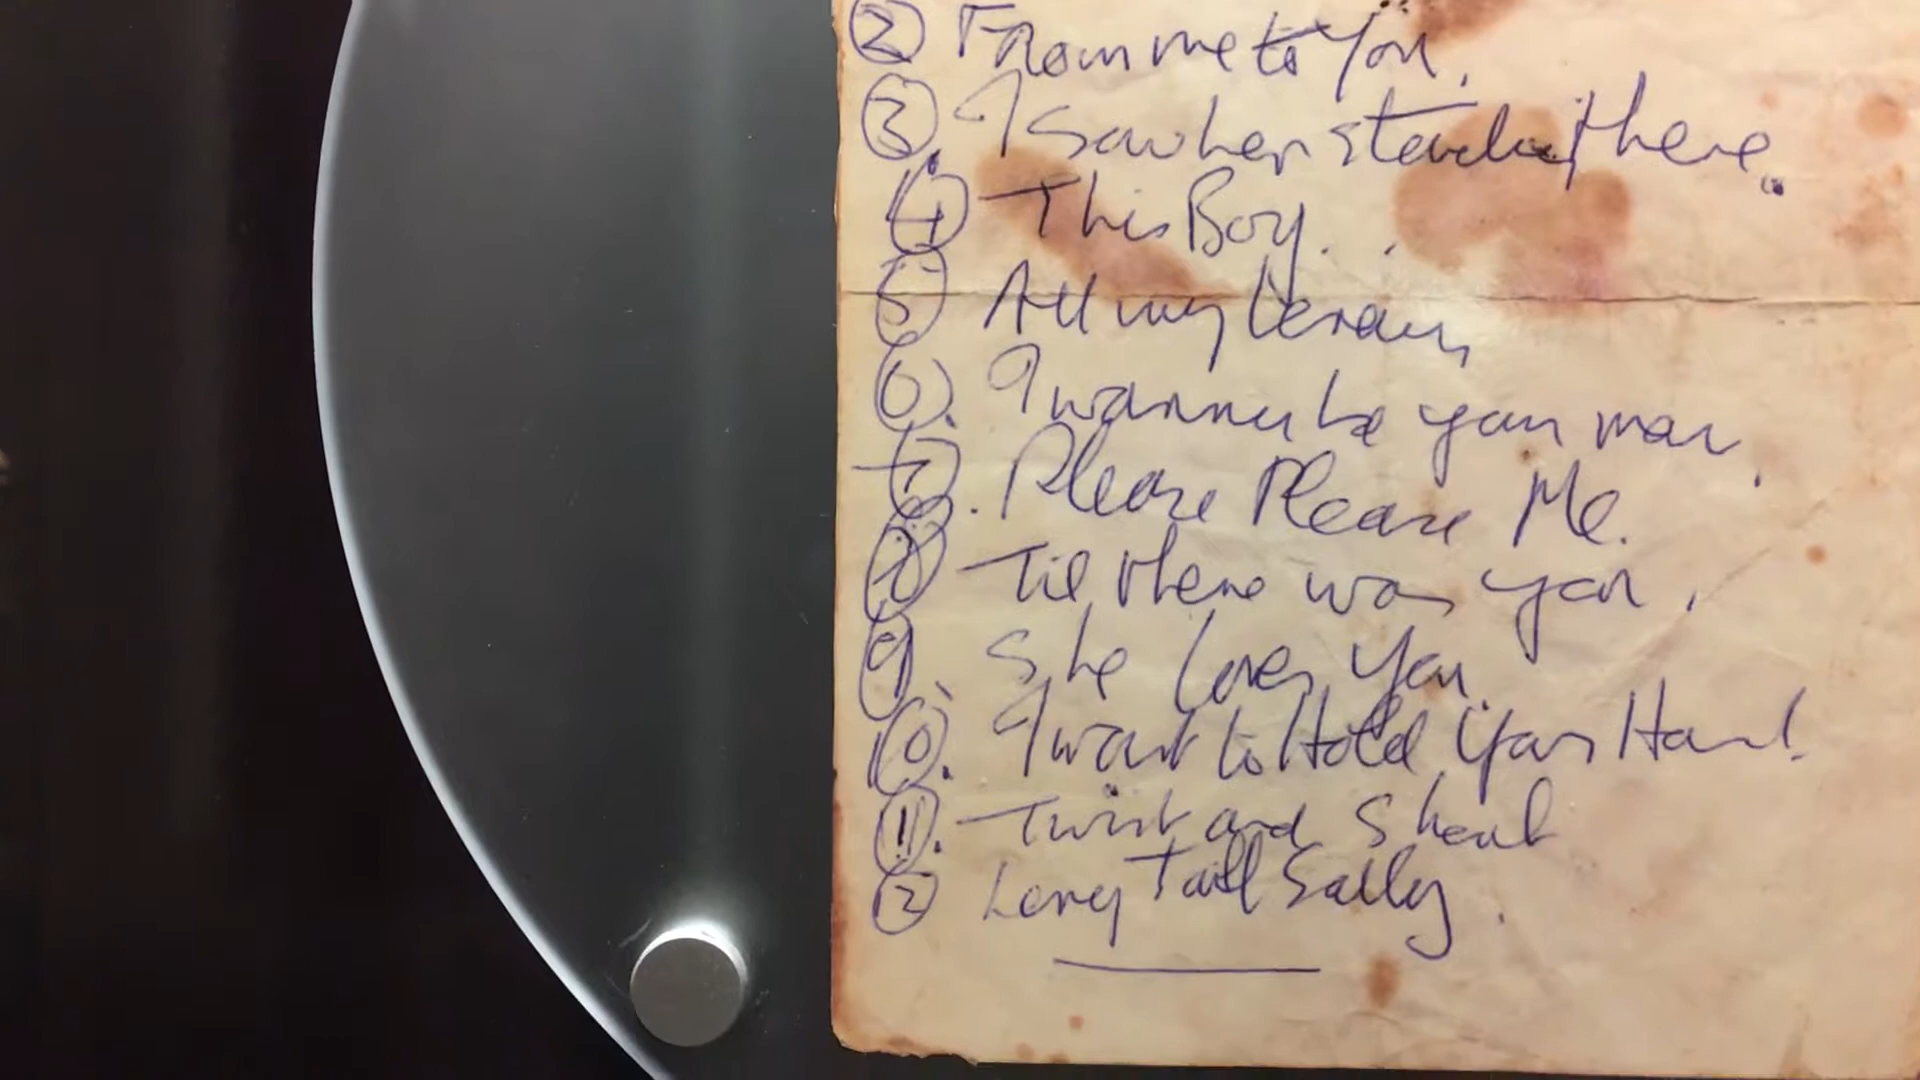 ② From me to You.
③ I Saw her standing there.
④ This Boy.
⑤ All my loving
⑥. I wanna be your man.
⑦. Please Please Me.
⑧ Til there was you.
⑨. She Loves You.
⑩. I want to Hold Your Hand.
⑪. Twist and Shout
⑫ Long Tall Sally.